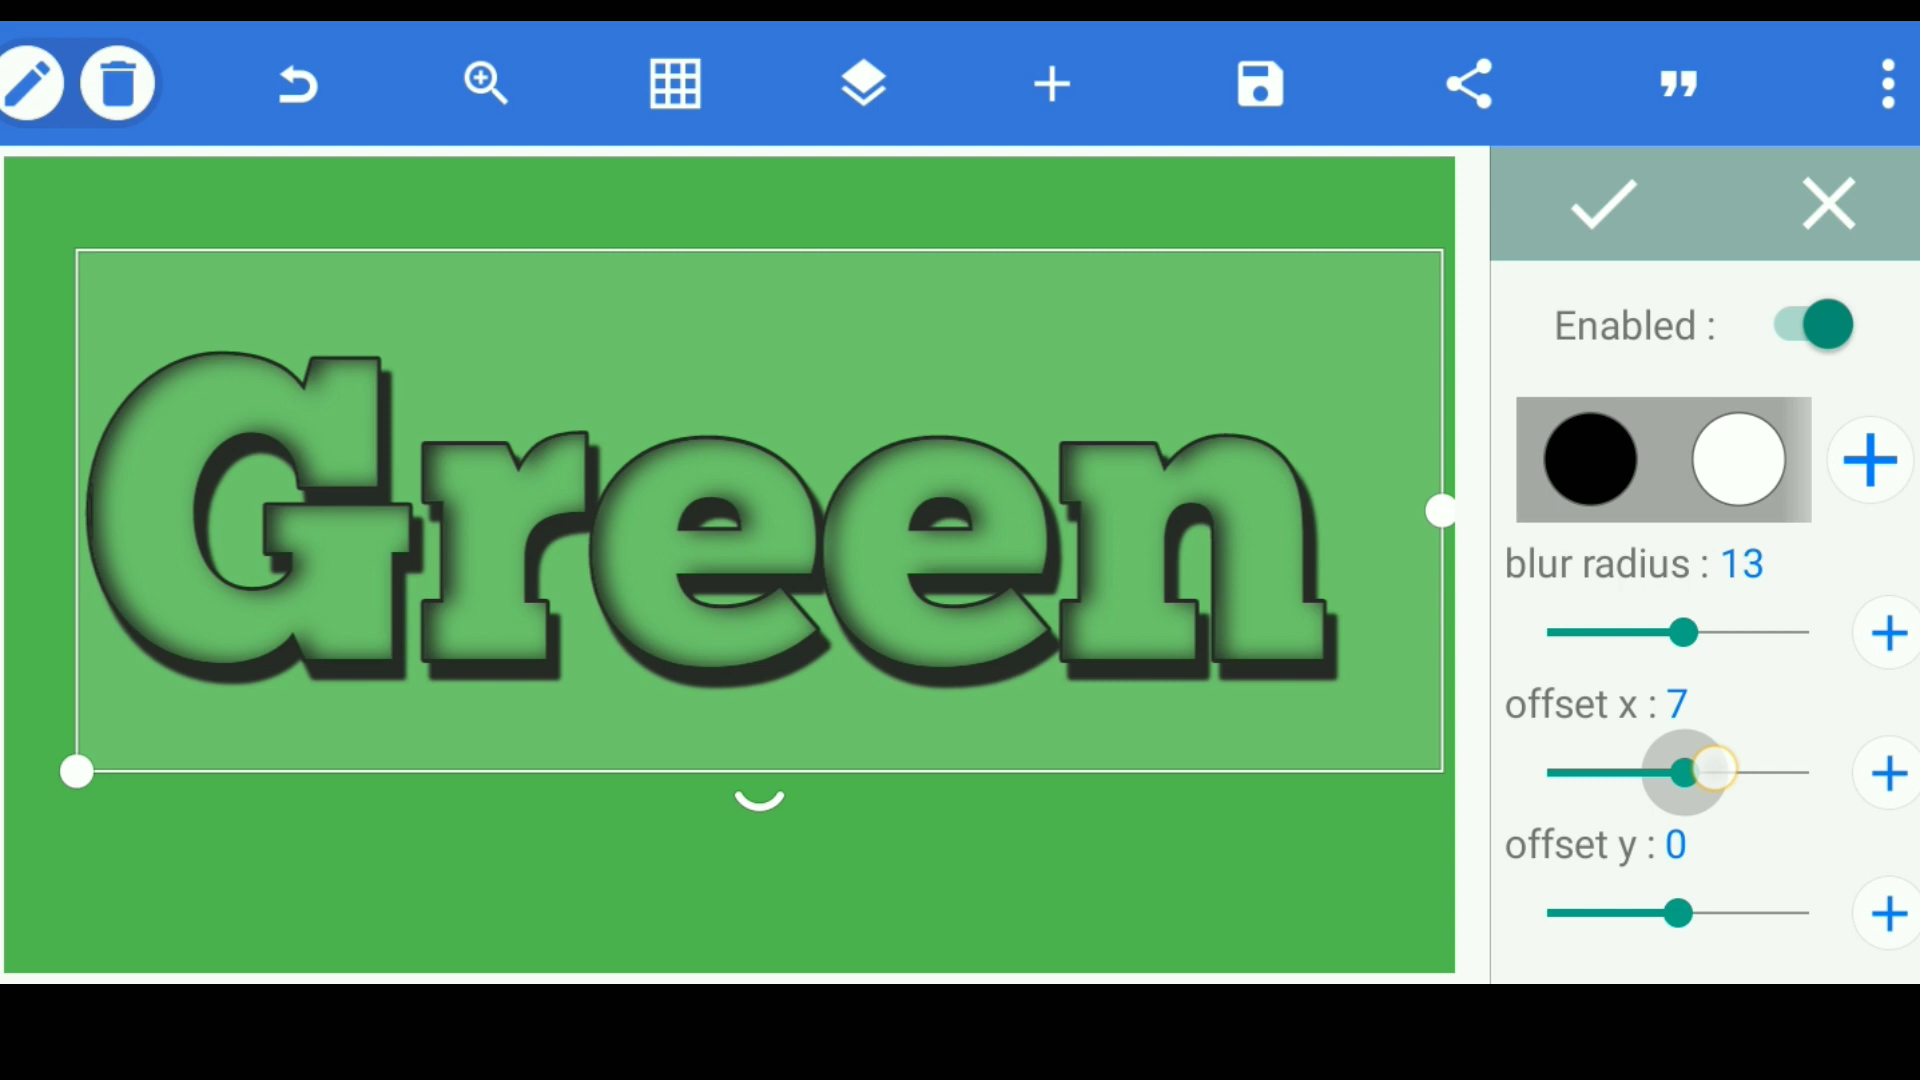 Enabled :
Green
blur radius : 13
offset x : 7
offset y : 0